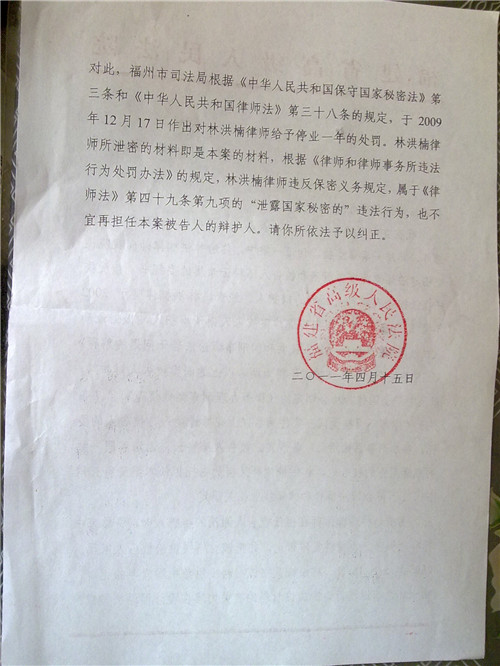 对此，福州市司法局根据《中华人民共和国保守国家秘密法》第
三条和《中华人民共和国律师法》第三十八条的规定，于 2009
年 12 月 17 日作出对林洪楠律师给予停业一年的处罚。林洪楠律
师所泄密的材料即是本案的材料，根据《律师和律师事务所违法
行为处罚办法》的规定，林洪楠律师违反保密义务规定，属于《律
师法》第四十九条第九项的“泄露国家秘密的”违法行为，也不
宜再担任本案被告人的辩护人。请你所依法予以纠正。
福建省高级人民法院
二〇一一年四月十五日